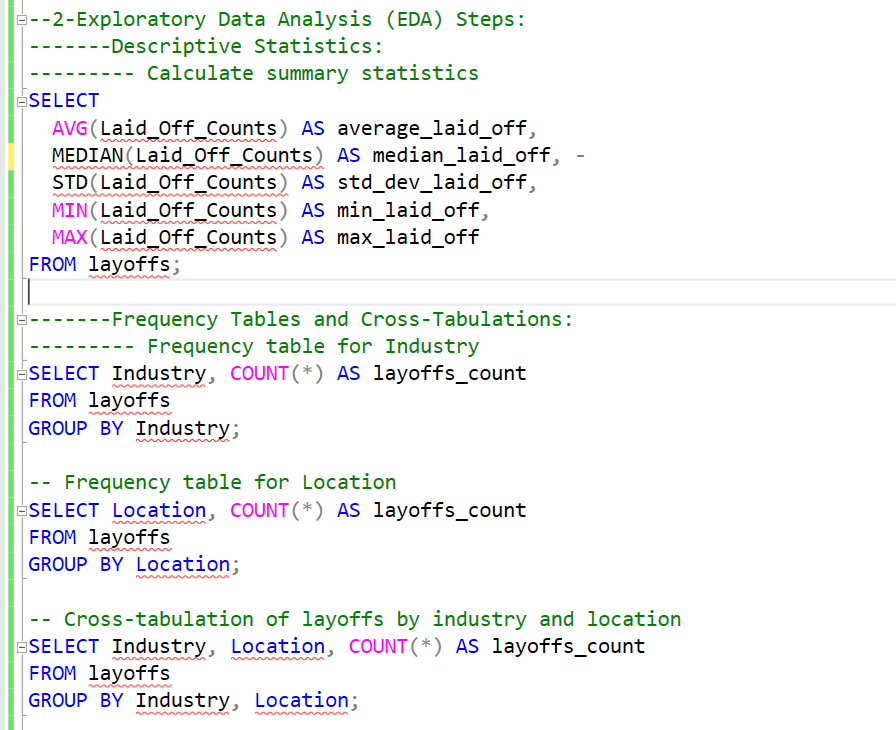 --2-Exploratory Data Analysis (EDA) Steps:
-------Descriptive Statistics:
--------- Calculate summary statistics
SELECT
AVG(Laid_Off_Counts) AS average_laid_off,
MEDIAN(Laid_Off_Counts) AS median_laid_off, -
STD(Laid_Off_Counts) AS std_dev_laid_off,
MIN(Laid_Off_Counts) AS min_laid_off,
MAX(Laid_Off_Counts) AS max_laid_off
FROM layoffs;
-------Frequency Tables and Cross-Tabulations:
--------- Frequency table for Industry
SELECT Industry, COUNT(*) AS layoffs_count
FROM layoffs
GROUP BY Industry;
-- Frequency table for Location
SELECT Location, COUNT(*) AS layoffs_count
FROM layoffs
GROUP BY Location;
-- Cross-tabulation of layoffs by industry and location
SELECT Industry, Location, COUNT(*) AS layoffs_count
FROM layoffs
GROUP BY Industry, Location;